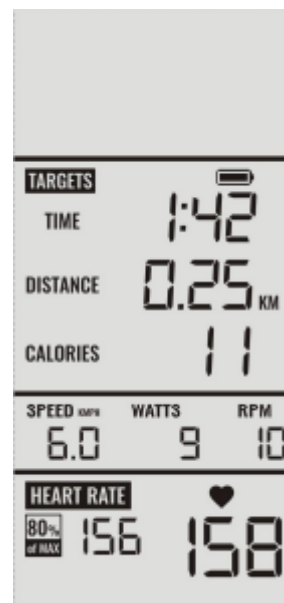 TARGETS
TIME 1:42
DISTANCE 0.25 KM
CALORIES 11
SPEED KMPH WATTS RPM
6.0 9 10
HEART RATE
80% of MAX 156 158